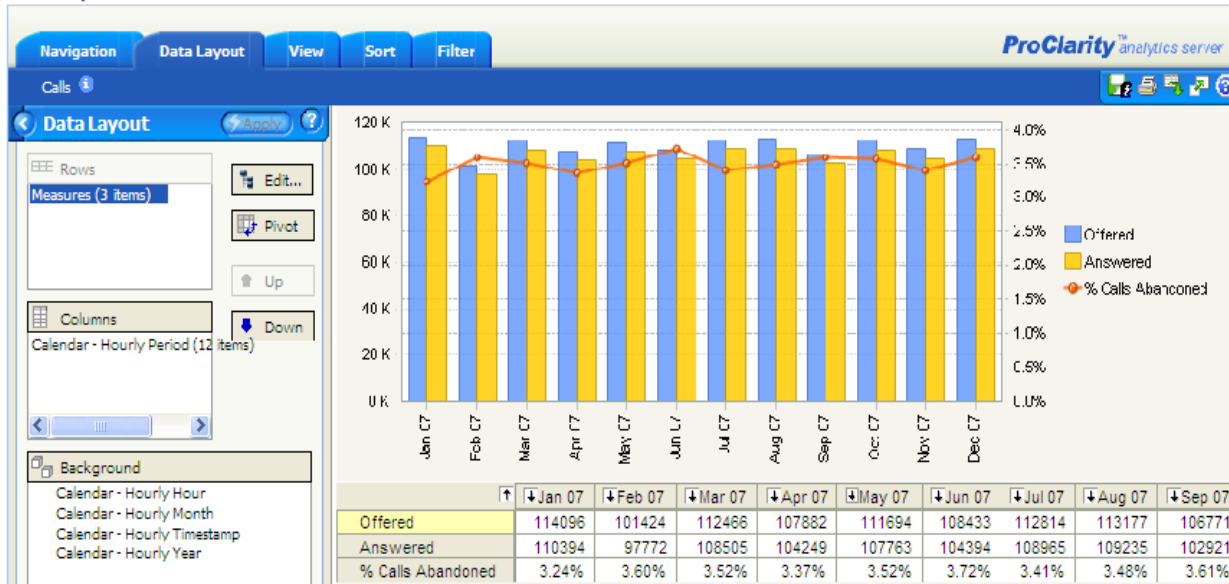 Navigation Data Layout View Sort Filter
ProClarity™ analytics server
Calls
Data Layout Apply
Rows
Measures (3 items)
Edit...
Pivot
Up
Down
Columns
Calendar - Hourly Period (12 items)
Background
Calendar - Hourly Hour
Calendar - Hourly Month
Calendar - Hourly Timestamp
Calendar - Hourly Year
120 K
100 K
80 K
60 K
40 K
20 K
0 K
4.0%
3.5%
3.0%
2.5%
2.0%
1.5%
1.0%
0.5%
0.0%
Jan 07 Feb 07 Mar 07 Apr 07 May 07 Jun 07 Jul 07 Aug 07 Sep 07 Oct 07 Nov 07 Dec 07
Offered
Answered
% Calls Abandoned
Jan 07 Feb 07 Mar 07 Apr 07 May 07 Jun 07 Jul 07 Aug 07 Sep 07
Offered 114096 101424 112466 107882 111694 108433 112814 113177 106771
Answered 110394 97772 108505 104249 107763 104394 108965 109235 102921
% Calls Abandoned 3.24% 3.60% 3.52% 3.37% 3.52% 3.72% 3.41% 3.48% 3.61%